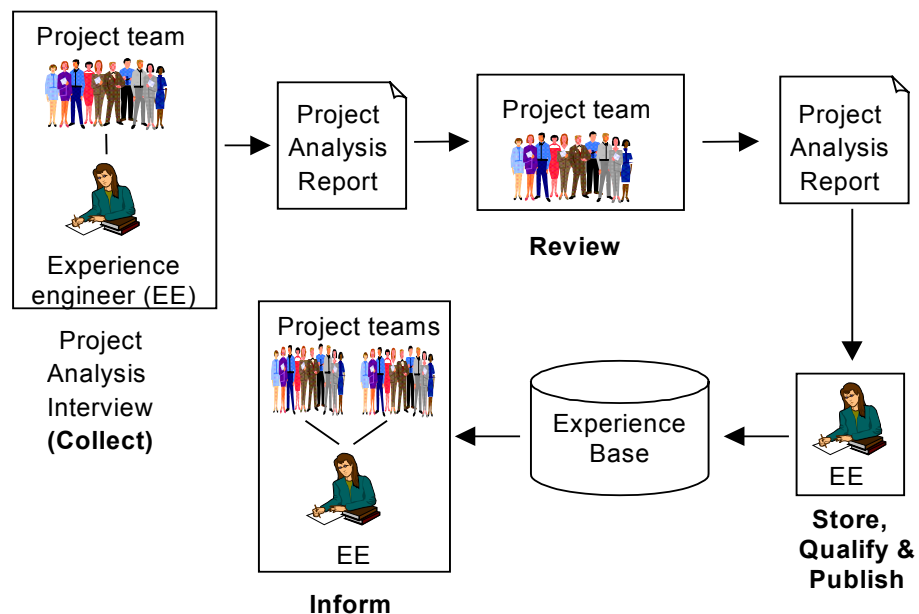 Project team
Experience
engineer (EE)
Project
Analysis
Interview
(Collect)
Project
Analysis
Report
Project team
Review
Project
Analysis
Report
EE
Store,
Qualify &
Publish
Experience
Base
Project teams
EE
Inform